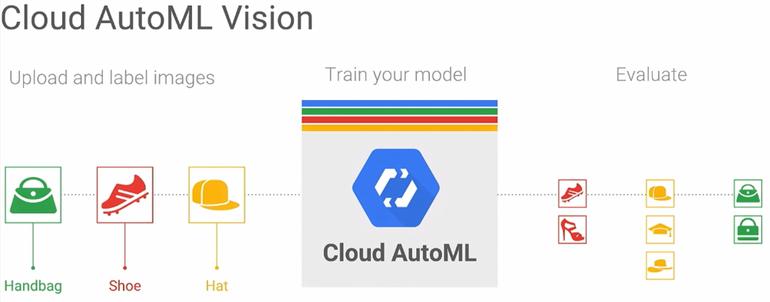 Cloud AutoML Vision
Upload and label images
Train your model
Evaluate
Cloud AutoML
Handbag
Shoe
Hat